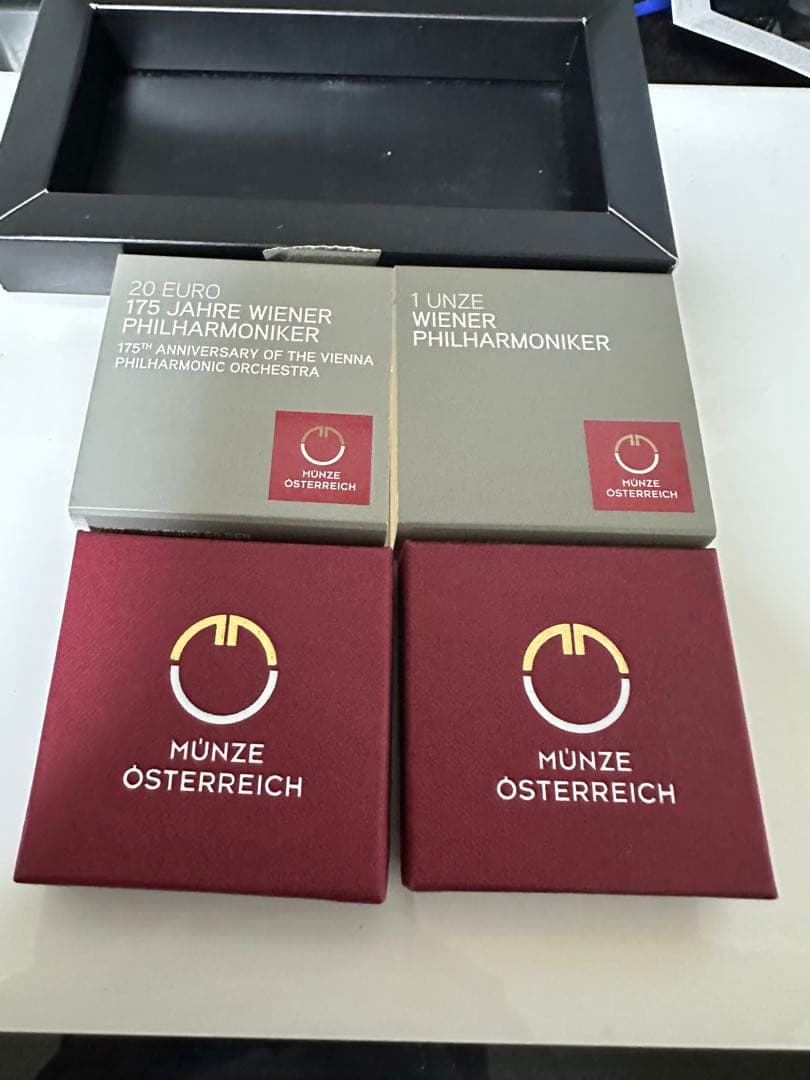 20 EURO
175 JAHRE WIENER
PHILHARMONIKER
175TH ANNIVERSARY OF THE VIENNA
PHILHARMONIC ORCHESTRA
MÜNZE
ÖSTERREICH
1 UNZE
WIENER
PHILHARMONIKER
MÜNZE
ÖSTERREICH
MÜNZE
ÖSTERREICH
MÜNZE
ÖSTERREICH